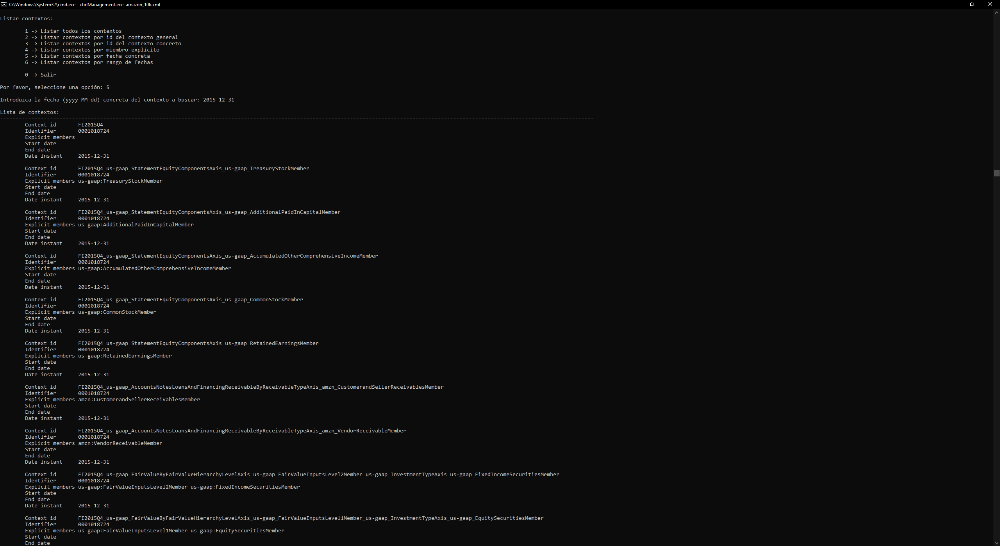 C:\Windows\System32\cmd.exe - xbrlManagement.exe  amazon_10k.xml
Listar contextos:
1 -> Listar todos los contextos
2 -> Listar contextos por id del contexto general
3 -> Listar contextos por id del contexto concreto
4 -> Listar contextos por miembro explícito
5 -> Listar contextos por fecha concreta
6 -> Listar contextos por rango de fechas
0 -> Salir
Por favor, seleccione una opción: 5
Introduzca la fecha (yyyy-MM-dd) concreta del contexto a buscar: 2015-12-31
Lista de contextos:
Context id FI2015Q4
Identifier 0001018724
Explicit members
Start date
End date
Date instant 2015-12-31
Context id FI2015Q4_us-gaap_StatementEquityComponentsAxis_us-gaap_TreasuryStockMember
Identifier 0001018724
Explicit members us-gaap:TreasuryStockMember
Start date
End date
Date instant 2015-12-31
Context id FI2015Q4_us-gaap_StatementEquityComponentsAxis_us-gaap_AdditionalPaidInCapitalMember
Identifier 0001018724
Explicit members us-gaap:AdditionalPaidInCapitalMember
Start date
End date
Date instant 2015-12-31
Context id FI2015Q4_us-gaap_StatementEquityComponentsAxis_us-gaap_AccumulatedOtherComprehensiveIncomeMember
Identifier 0001018724
Explicit members us-gaap:AccumulatedOtherComprehensiveIncomeMember
Start date
End date
Date instant 2015-12-31
Context id FI2015Q4_us-gaap_StatementEquityComponentsAxis_us-gaap_CommonStockMember
Identifier 0001018724
Explicit members us-gaap:CommonStockMember
Start date
End date
Date instant 2015-12-31
Context id FI2015Q4_us-gaap_StatementEquityComponentsAxis_us-gaap_RetainedEarningsMember
Identifier 0001018724
Explicit members us-gaap:RetainedEarningsMember
Start date
End date
Date instant 2015-12-31
Context id FI2015Q4_us-gaap_AccountsNotesLoansAndFinancingReceivableByReceivableTypeAxis_amzn_CustomerandSellerReceivablesMember
Identifier 0001018724
Explicit members amzn:CustomerandSellerReceivablesMember
Start date
End date
Date instant 2015-12-31
Context id FI2015Q4_us-gaap_AccountsNotesLoansAndFinancingReceivableByReceivableTypeAxis_amzn_VendorReceivableMember
Identifier 0001018724
Explicit members amzn:VendorReceivableMember
Start date
End date
Date instant 2015-12-31
Context id FI2015Q4_us-gaap_FairValueByFairValueHierarchyLevelAxis_us-gaap_FairValueInputsLevel2Member_us-gaap_InvestmentTypeAxis_us-gaap_FixedIncomeSecuritiesMember
Identifier 0001018724
Explicit members us-gaap:FairValueInputsLevel2Member us-gaap:FixedIncomeSecuritiesMember
Start date
End date
Date instant 2015-12-31
Context id FI2015Q4_us-gaap_FairValueByFairValueHierarchyLevelAxis_us-gaap_FairValueInputsLevel1Member_us-gaap_InvestmentTypeAxis_us-gaap_EquitySecuritiesMember
Identifier 0001018724
Explicit members us-gaap:FairValueInputsLevel1Member us-gaap:EquitySecuritiesMember
Start date
End date